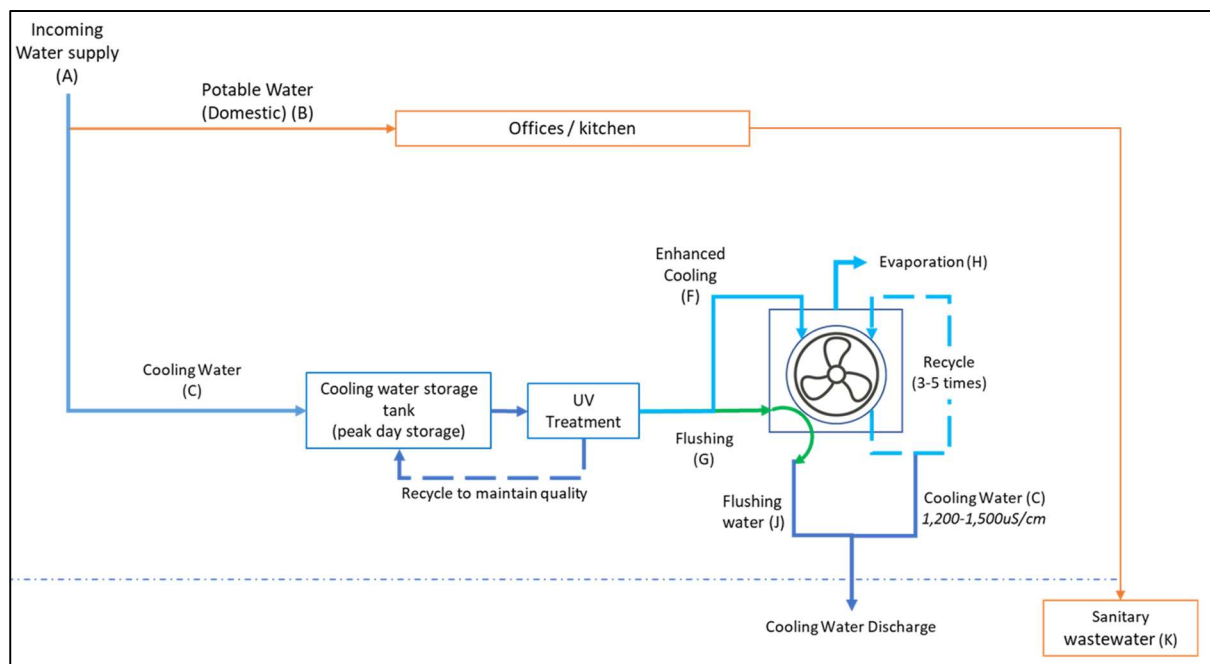 Incoming
Water supply
(A)
Potable Water
(Domestic) (B)
Offices / kitchen
Enhanced
Cooling
(F)
Evaporation (H)
Recycle
(3-5 times)
Cooling Water
(C)
Cooling water storage
tank
(peak day storage)
UV
Treatment
Flushing
(G)
Recycle to maintain quality
Flushing
water (J)
Cooling Water (C)
1,200-1,500uS/cm
Cooling Water Discharge
Sanitary
wastewater (K)